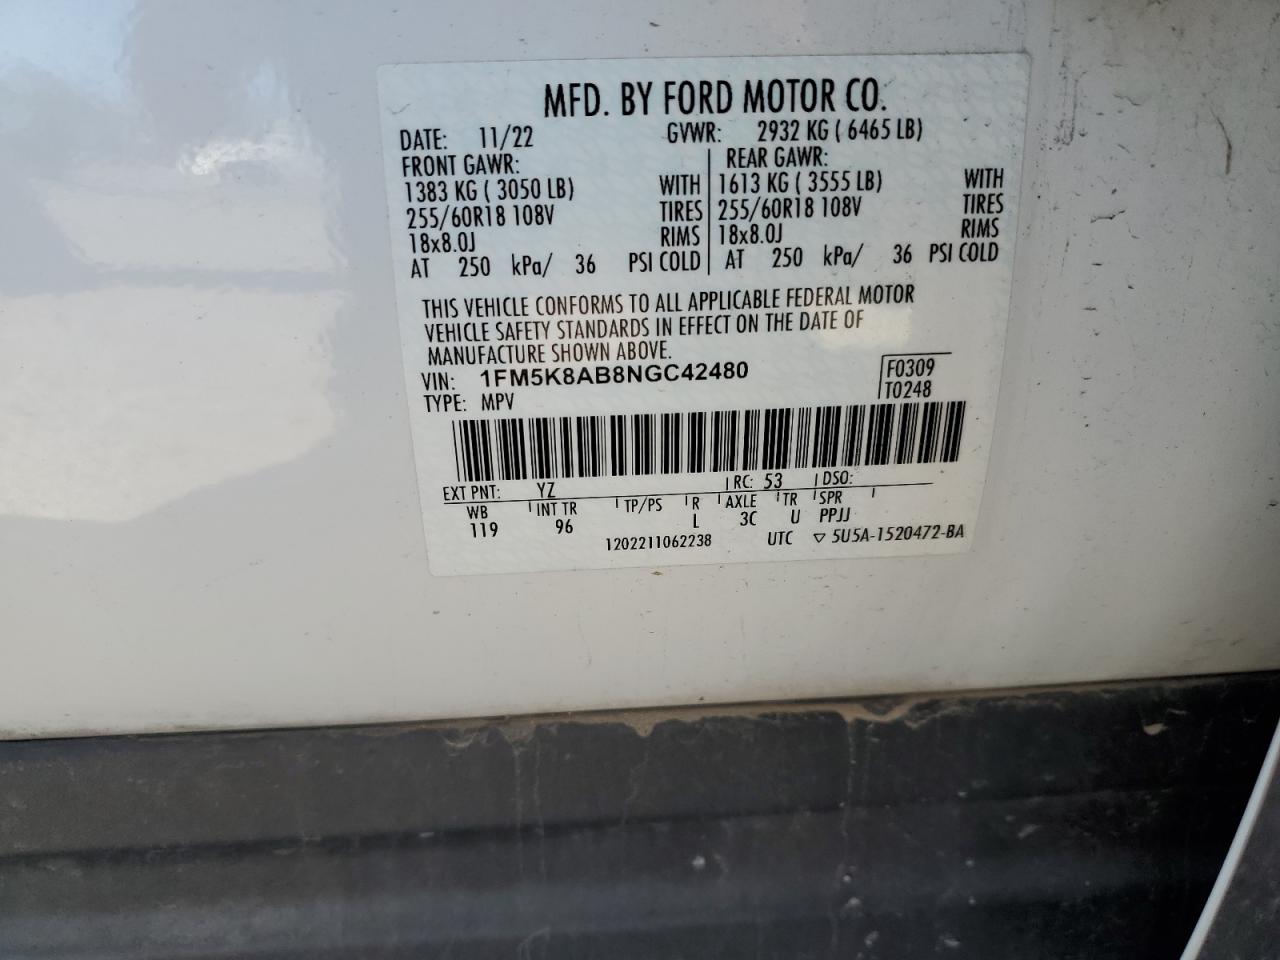 MFD. BY FORD MOTOR CO.
DATE: 11/22 GVWR: 2932 KG ( 6465 LB)
FRONT GAWR: REAR GAWR:
1383 KG ( 3050 LB) WITH 1613 KG ( 3555 LB) WITH
255/60R18 108V TIRES 255/60R18 108V TIRES
18x8.0J RIMS 18x8.0J RIMS
AT 250 kPa/ 36 PSI COLD AT 250 kPa/ 36 PSI COLD
THIS VEHICLE CONFORMS TO ALL APPLICABLE FEDERAL MOTOR
VEHICLE SAFETY STANDARDS IN EFFECT ON THE DATE OF
MANUFACTURE SHOWN ABOVE.
VIN: 1FM5K8AB8NGC42480 F0309
TYPE: MPV T0248
EXT PNT: YZ RC: 53 DSO:
WB INT TR TP/PS R AXLE TR SPR
119 96 L 3C U PPJJ
1202211062238 UTC ▽ 5U5A-1520472-BA